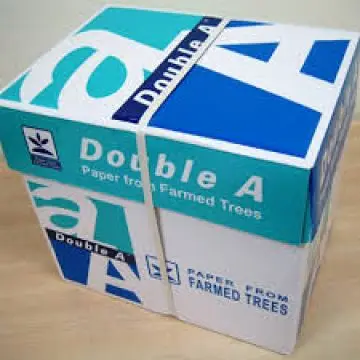 a A
Double A
Double A
Paper from Farmed Trees
a
Double A
A
PAPER FROM
FARMED TREES